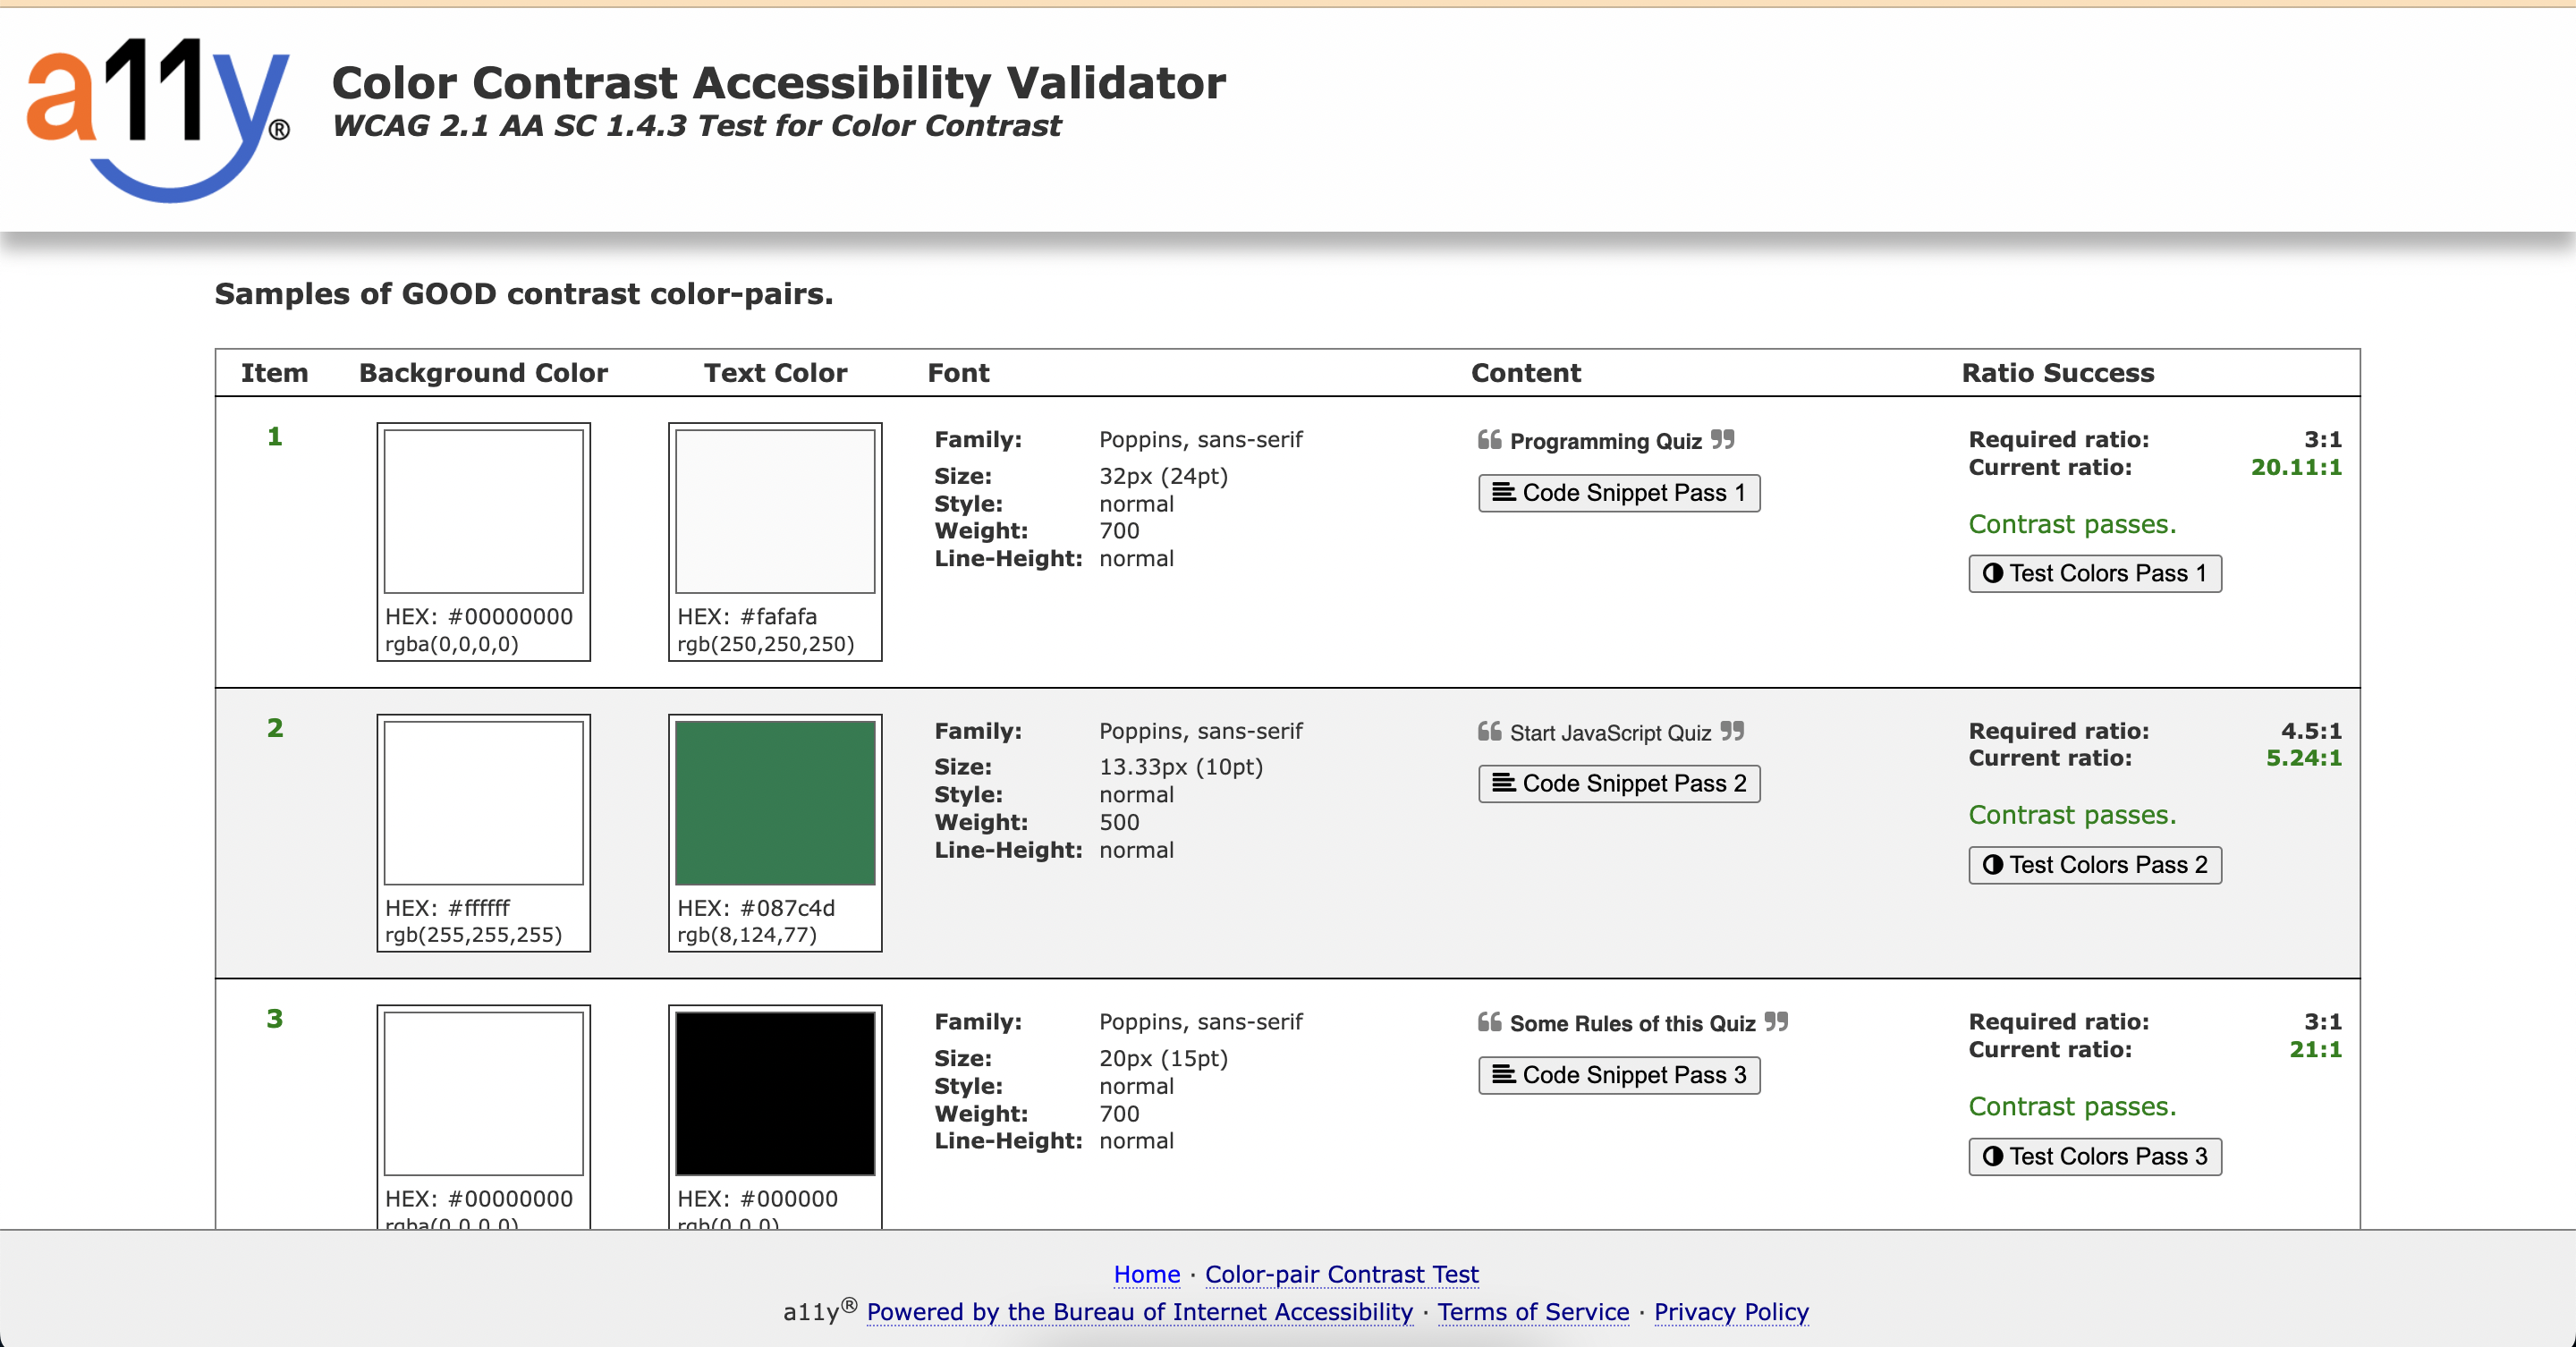 a11y®
Color Contrast Accessibility Validator
WCAG 2.1 AA SC 1.4.3 Test for Color Contrast
Samples of GOOD contrast color-pairs.
Item Background Color Text Color Font Content Ratio Success
1
HEX: #00000000
rgba(0,0,0,0)
HEX: #fafafa
rgb(250,250,250)
Family: Poppins, sans-serif
Size: 32px (24pt)
Style: normal
Weight: 700
Line-Height: normal
❝ Programming Quiz ❞
Code Snippet Pass 1
Required ratio: 3:1
Current ratio: 20.11:1
Contrast passes.
Test Colors Pass 1
2
HEX: #ffffff
rgb(255,255,255)
HEX: #087c4d
rgb(8,124,77)
Family: Poppins, sans-serif
Size: 13.33px (10pt)
Style: normal
Weight: 500
Line-Height: normal
❝ Start JavaScript Quiz ❞
Code Snippet Pass 2
Required ratio: 4.5:1
Current ratio: 5.24:1
Contrast passes.
Test Colors Pass 2
3
HEX: #00000000
rgba(0,0,0,0)
HEX: #000000
rgb(0,0,0)
Family: Poppins, sans-serif
Size: 20px (15pt)
Style: normal
Weight: 700
Line-Height: normal
❝ Some Rules of this Quiz ❞
Code Snippet Pass 3
Required ratio: 3:1
Current ratio: 21:1
Contrast passes.
Test Colors Pass 3
Home · Color-pair Contrast Test
a11y® Powered by the Bureau of Internet Accessibility · Terms of Service · Privacy Policy